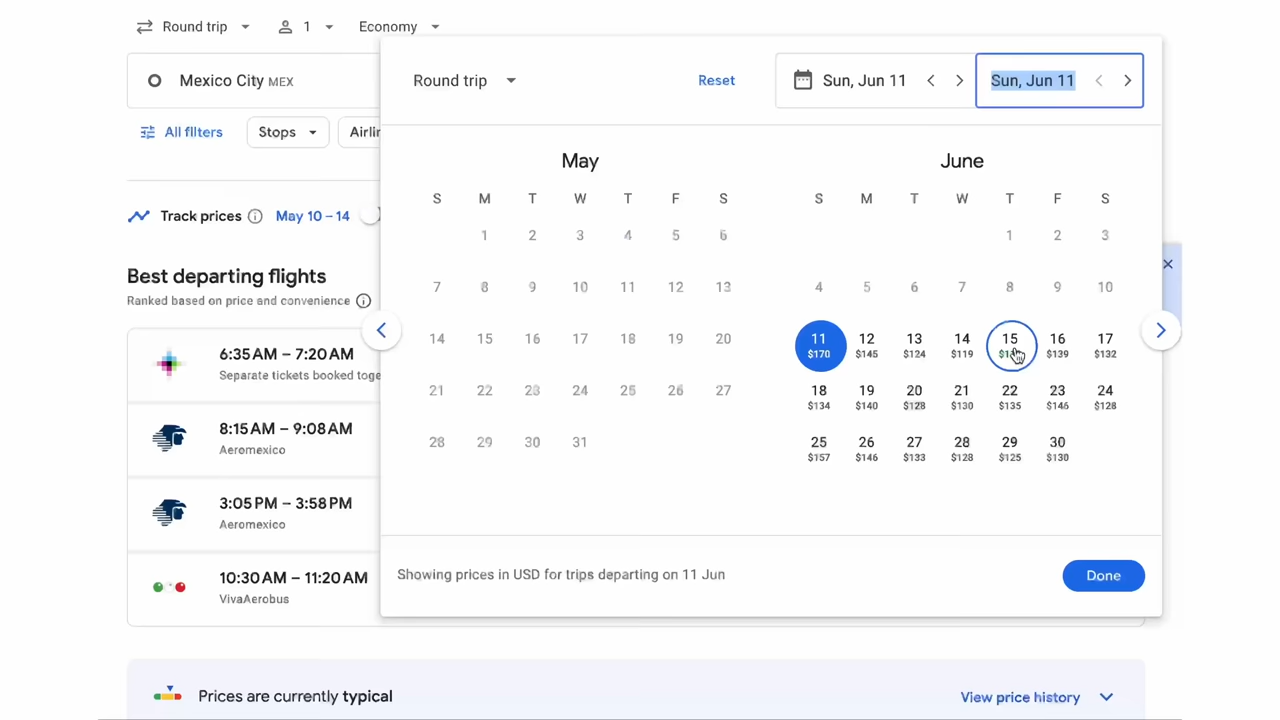 Round trip 1 Economy
Mexico City MEX
All filters Stops
Track prices May 10 – 14
Best departing flights
Ranked based on price and convenience
6:35 AM – 7:20 AM
Separate tickets booked toge
8:15 AM – 9:08 AM
Aeromexico
3:05 PM – 3:58 PM
Aeromexico
10:30 AM – 11:20 AM
VivaAerobus
Round trip Reset Sun, Jun 11 Sun, Jun 11
May
S M T W T F S
1 2 3 4 5 6
7 8 9 10 11 12 13
14 15 16 17 18 19 20
21 22 23 24 25 26 27
28 29 30 31
June
S M T W T F S
1 2 3
4 5 6 7 8 9 10
11 12 13 14 15 16 17
$170 $145 $124 $119 $139 $132
18 19 20 21 22 23 24
$134 $140 $128 $130 $135 $146 $128
25 26 27 28 29 30
$157 $146 $133 $128 $125 $130
Showing prices in USD for trips departing on 11 Jun
Done
Prices are currently typical
View price history